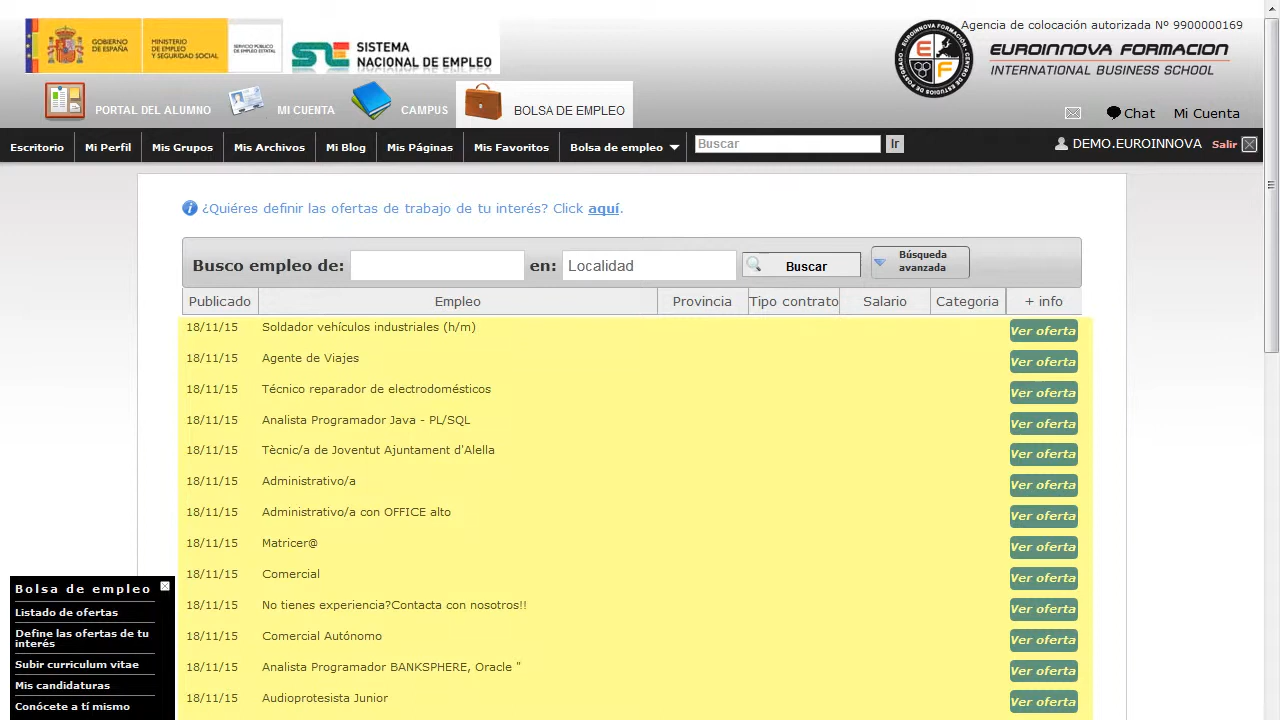 GOBIERNO DE ESPAÑA
MINISTERIO DE EMPLEO Y SEGURIDAD SOCIAL
SERVICIO PÚBLICO DE EMPLEO ESTATAL
SISTEMA NACIONAL DE EMPLEO
Agencia de colocación autorizada Nº 9900000169
EUROINNOVA FORMACION
INTERNATIONAL BUSINESS SCHOOL
PORTAL DEL ALUMNO
MI CUENTA
CAMPUS
BOLSA DE EMPLEO
Chat
Mi Cuenta
Escritorio
Mi Perfil
Mis Grupos
Mis Archivos
Mi Blog
Mis Páginas
Mis Favoritos
Bolsa de empleo
Buscar
Ir
DEMO.EUROINNOVA
Salir
¿Quiéres definir las ofertas de trabajo de tu interés? Click aquí.
Busco empleo de:
en:
Localidad
Buscar
Búsqueda avanzada
Publicado Empleo Provincia Tipo contrato Salario Categoria + info
18/11/15 Soldador vehículos industriales (h/m) Ver oferta
18/11/15 Agente de Viajes Ver oferta
18/11/15 Técnico reparador de electrodomésticos Ver oferta
18/11/15 Analista Programador Java - PL/SQL Ver oferta
18/11/15 Tècnic/a de Joventut Ajuntament d'Alella Ver oferta
18/11/15 Administrativo/a Ver oferta
18/11/15 Administrativo/a con OFFICE alto Ver oferta
18/11/15 Matricer@ Ver oferta
18/11/15 Comercial Ver oferta
18/11/15 No tienes experiencia?Contacta con nosotros!! Ver oferta
18/11/15 Comercial Autónomo Ver oferta
18/11/15 Analista Programador BANKSPHERE, Oracle " Ver oferta
18/11/15 Audioprotesista Junior Ver oferta
Bolsa de empleo
Listado de ofertas
Define las ofertas de tu
interés
Subir curriculum vitae
Mis candidaturas
Conócete a tí mismo